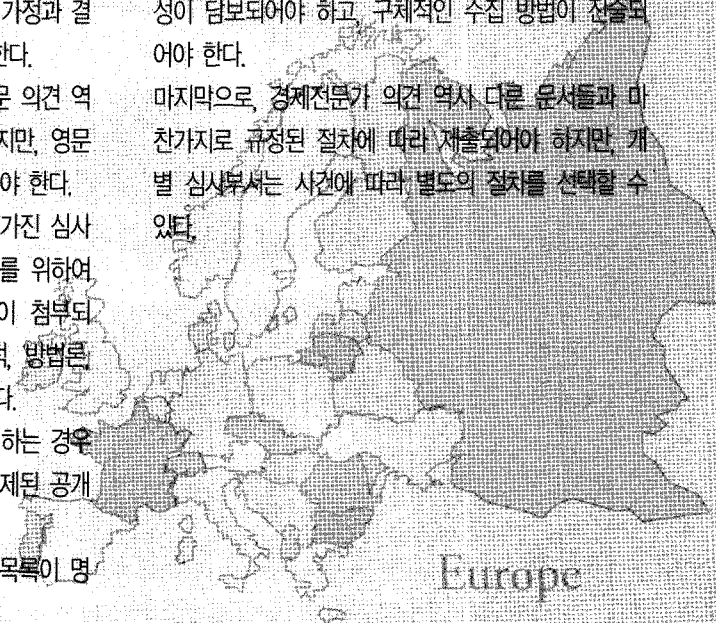 가정과 결
한다.
문 의견 역
지만, 영문
야 한다.
가진 심사
를 위하여
이 첨부되
방법론,
다.
하는 경우
제된 공개
목록이 명
성이 담보되어야 하고, 구체적인 수집 방법이 진술되
어야 한다.
마지막으로, 경제전문가 의견 역시 다른 문서들과 마
찬가지로 규정된 절차에 따라 제출되어야 하지만, 개
별 심사부서는 사건에 따라 별도의 절차를 선택할 수
있다.
Europe